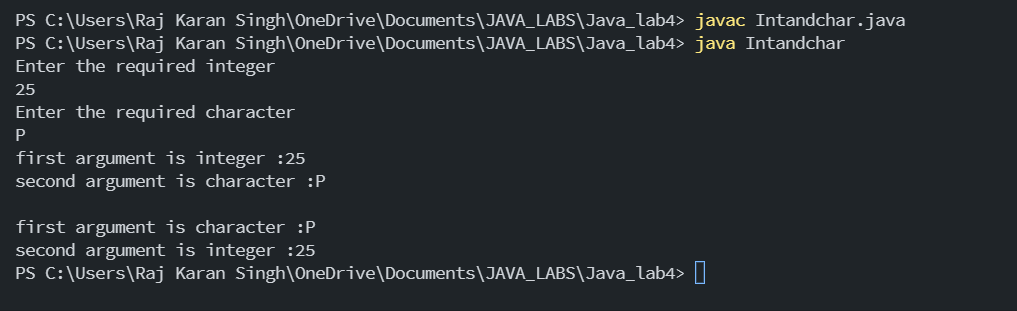 PS C:\Users\Raj Karan Singh\OneDrive\Documents\JAVA_LABS\Java_lab4> javac Intandchar.java
PS C:\Users\Raj Karan Singh\OneDrive\Documents\JAVA_LABS\Java_lab4> java Intandchar
Enter the required integer
25
Enter the required character
P
first argument is integer :25
second argument is character :P

first argument is character :P
second argument is integer :25
PS C:\Users\Raj Karan Singh\OneDrive\Documents\JAVA_LABS\Java_lab4>